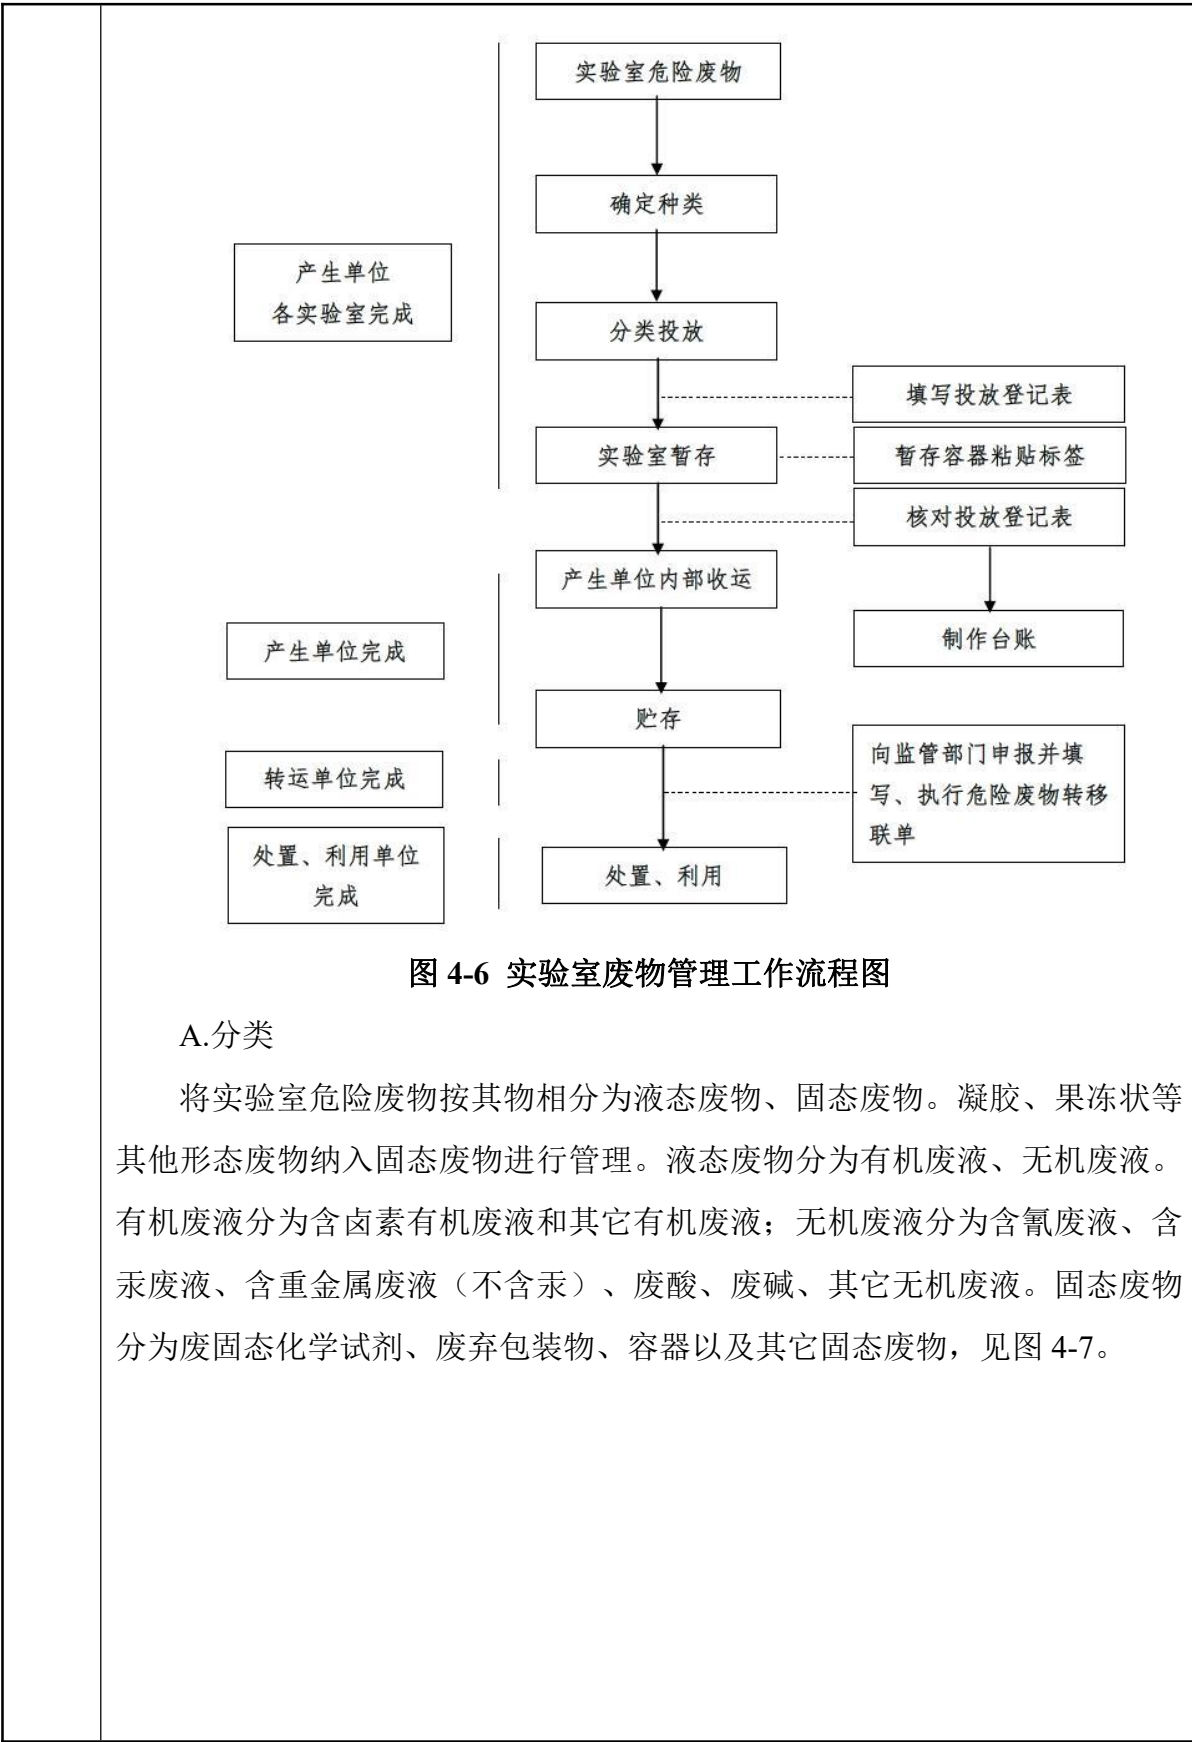 实验室危险废物
确定种类
产生单位
各实验室完成
分类投放
填写投放登记表
实验室暂存
暂存容器粘贴标签
核对投放登记表
产生单位内部收运
产生单位完成
制作台账
贮存
转运单位完成
向监管部门申报并填
写、执行危险废物转移
联单
处置、利用单位
完成
处置、利用
图 4-6 实验室废物管理工作流程图
A.分类
将实验室危险废物按其物相分为液态废物、固态废物。凝胶、果冻状等
其他形态废物纳入固态废物进行管理。液态废物分为有机废液、无机废液。
有机废液分为含卤素有机废液和其它有机废液；无机废液分为含氰废液、含
汞废液、含重金属废液（不含汞）、废酸、废碱、其它无机废液。固态废物
分为废固态化学试剂、废弃包装物、容器以及其它固态废物，见图 4-7。